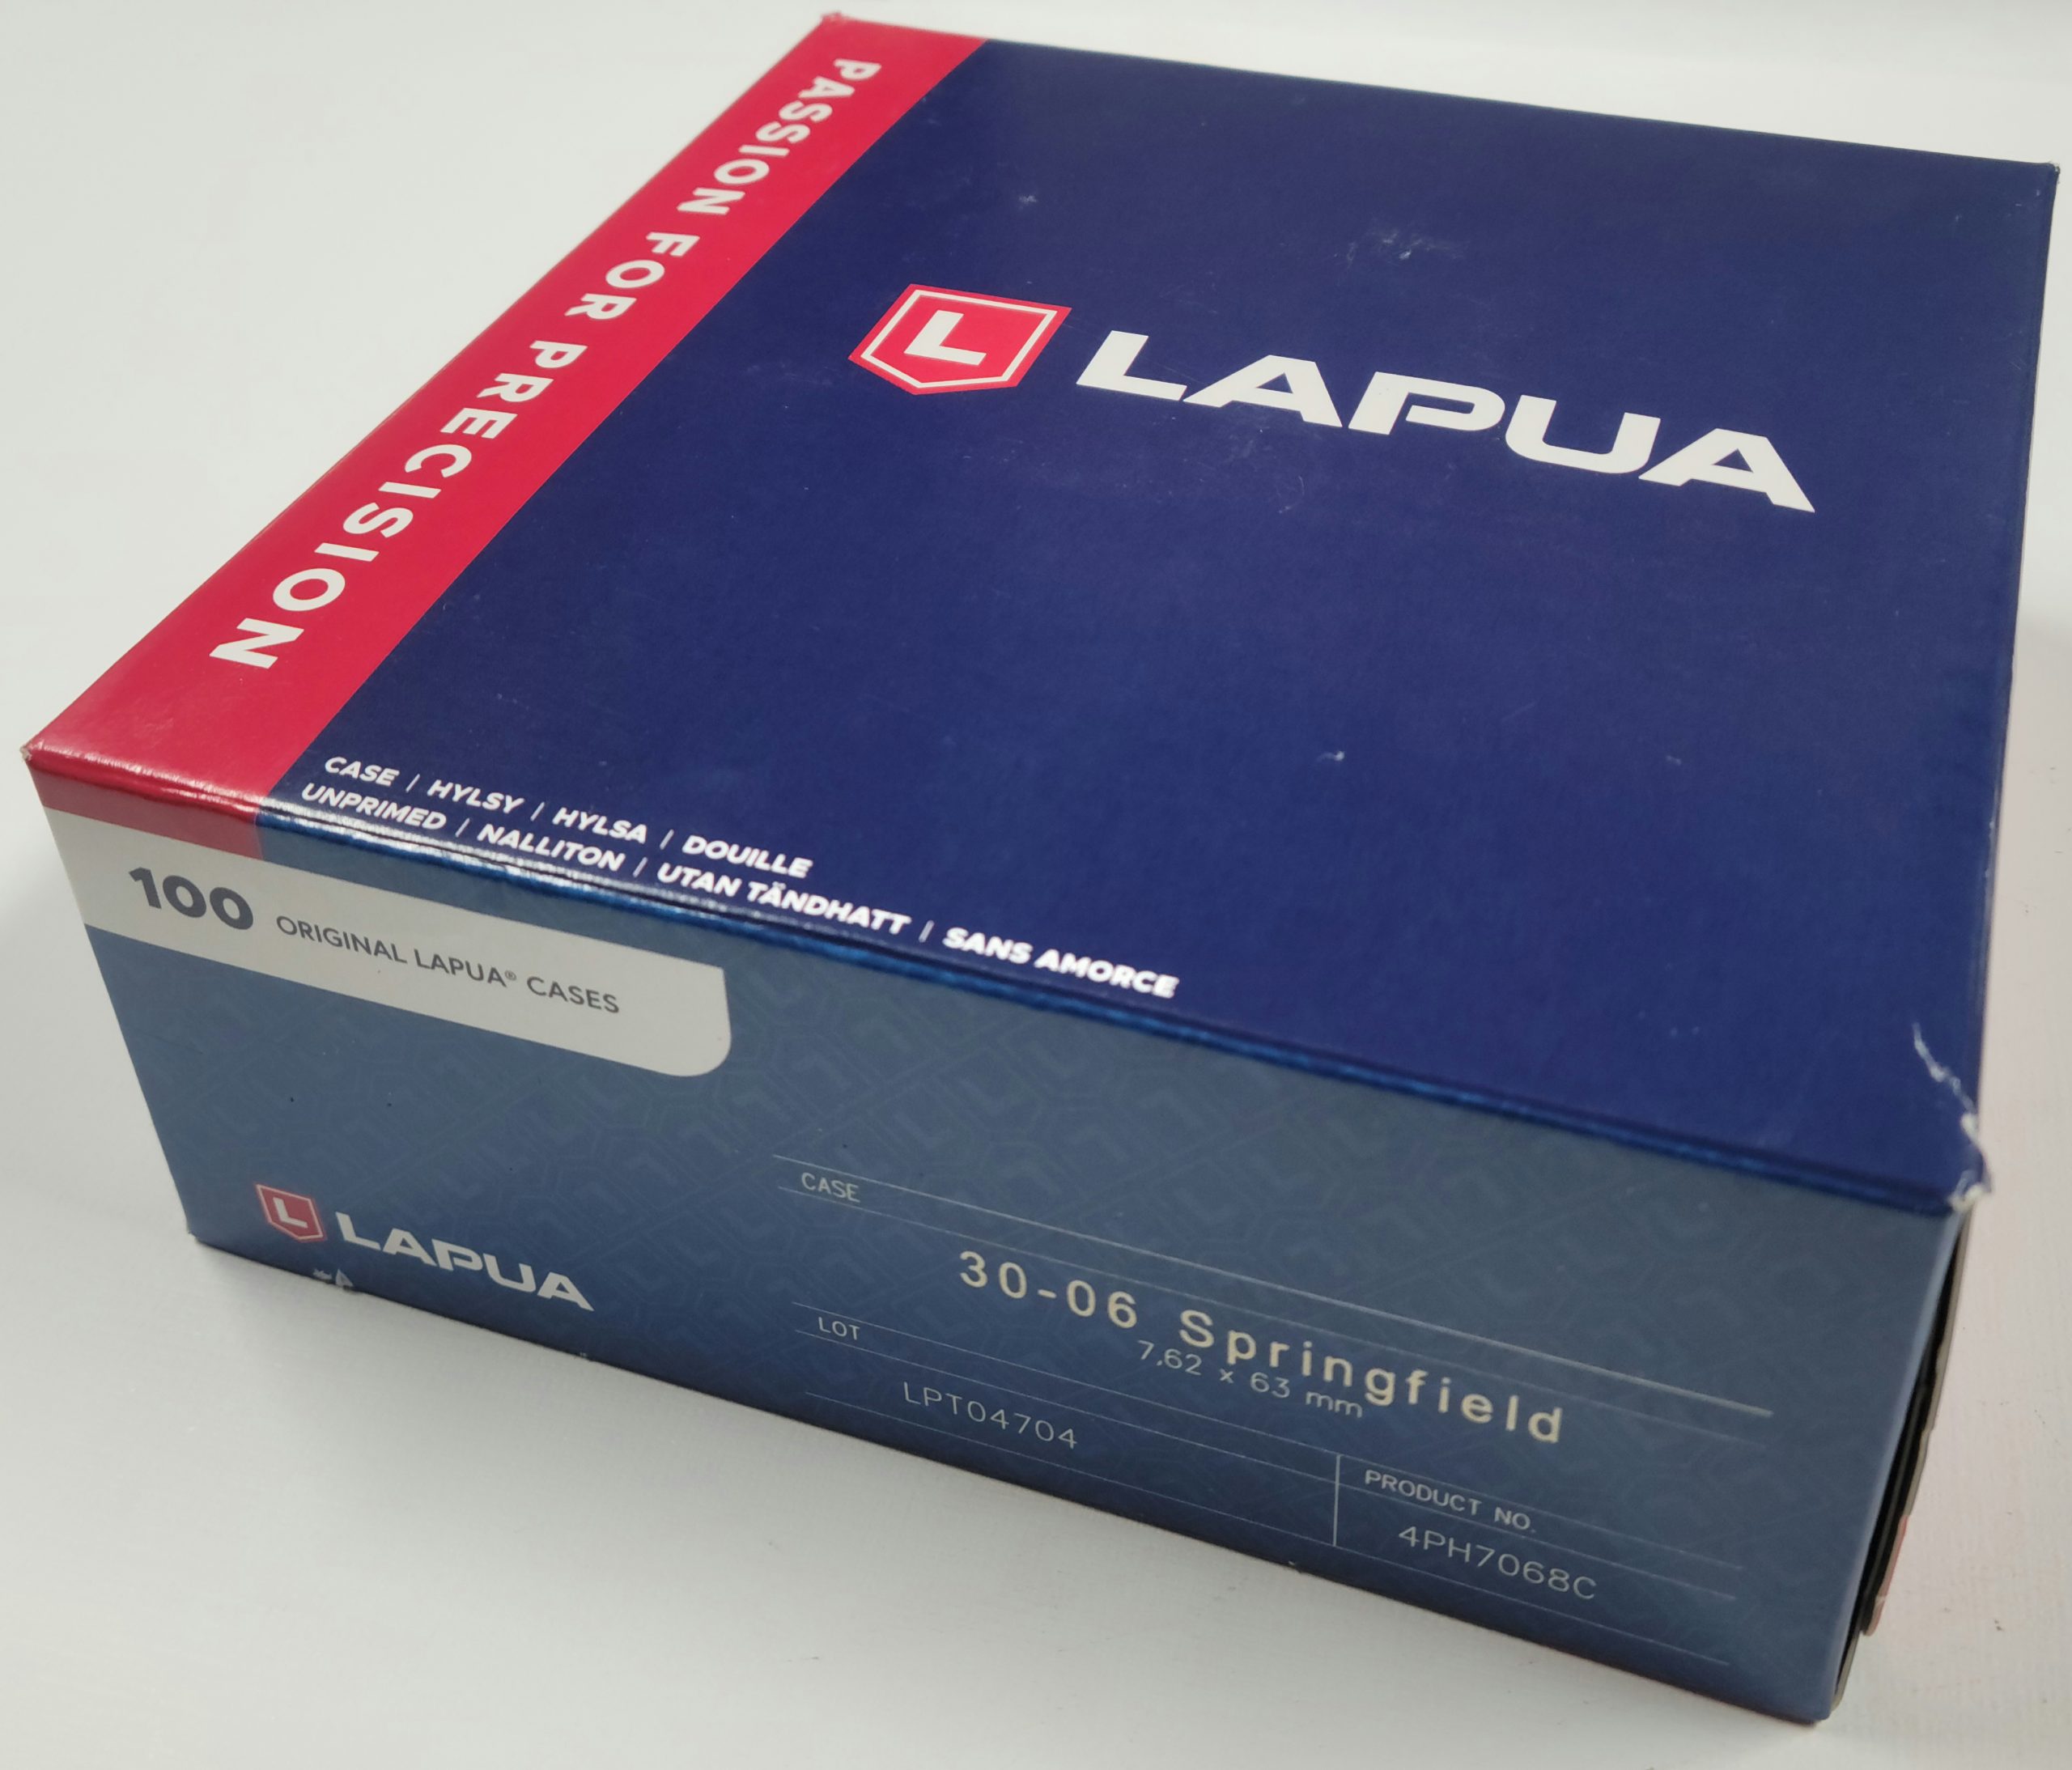 PASSION FOR PRECISION
L LAPUA
CASE / HYLSY / HYLSA / DOUILLE
UNPRIMED / NALLITON / UTAN TÄNDHATT / SANS AMORCE
100 ORIGINAL LAPUA® CASES
L LAPUA
CASE
30-06 Springfield
7,62 x 63 mm
LOT
LPT04704
PRODUCT NO.
4PH7068C